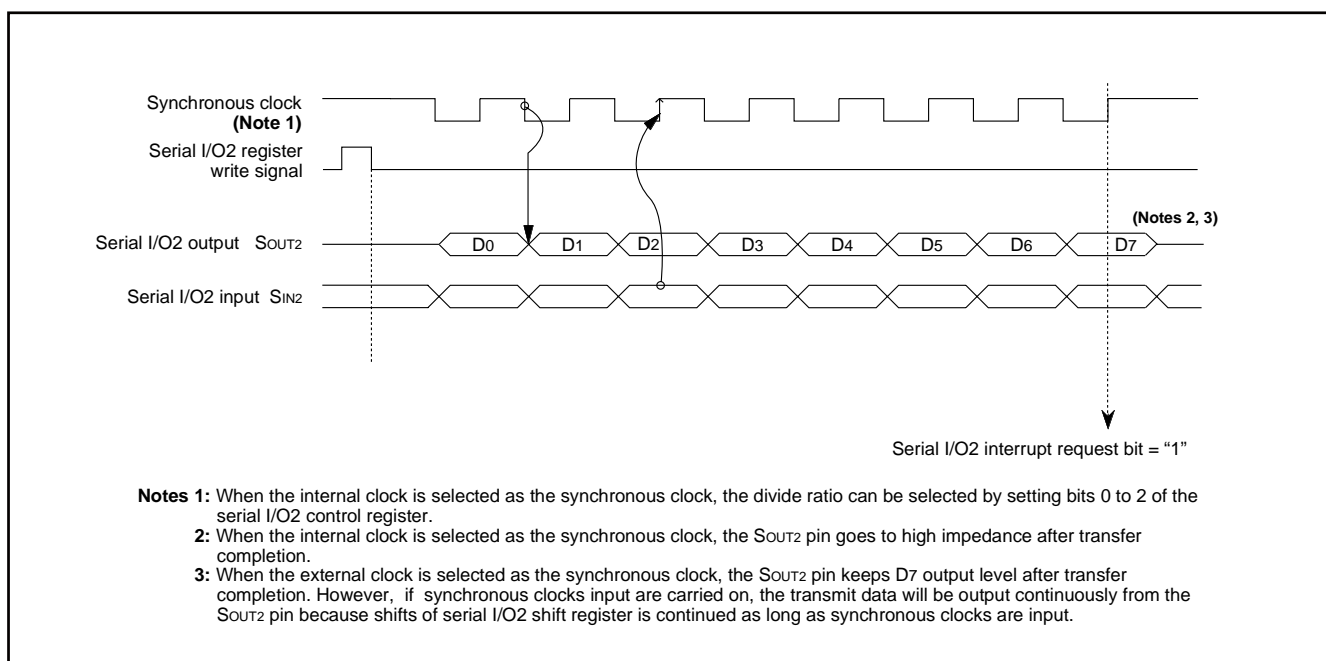 Synchronous clock
(Note 1)
Serial I/O2 register
write signal
(Notes 2, 3)
Serial I/O2 output SOUT2
D0 D1 D2 D3 D4 D5 D6 D7
Serial I/O2 input SIN2
Serial I/O2 interrupt request bit = “1”
Notes 1: When the internal clock is selected as the synchronous clock, the divide ratio can be selected by setting bits 0 to 2 of the
serial I/O2 control register.
2: When the internal clock is selected as the synchronous clock, the SOUT2 pin goes to high impedance after transfer
completion.
3: When the external clock is selected as the synchronous clock, the SOUT2 pin keeps D7 output level after transfer
completion. However, if synchronous clocks input are carried on, the transmit data will be output continuously from the
SOUT2 pin because shifts of serial I/O2 shift register is continued as long as synchronous clocks are input.